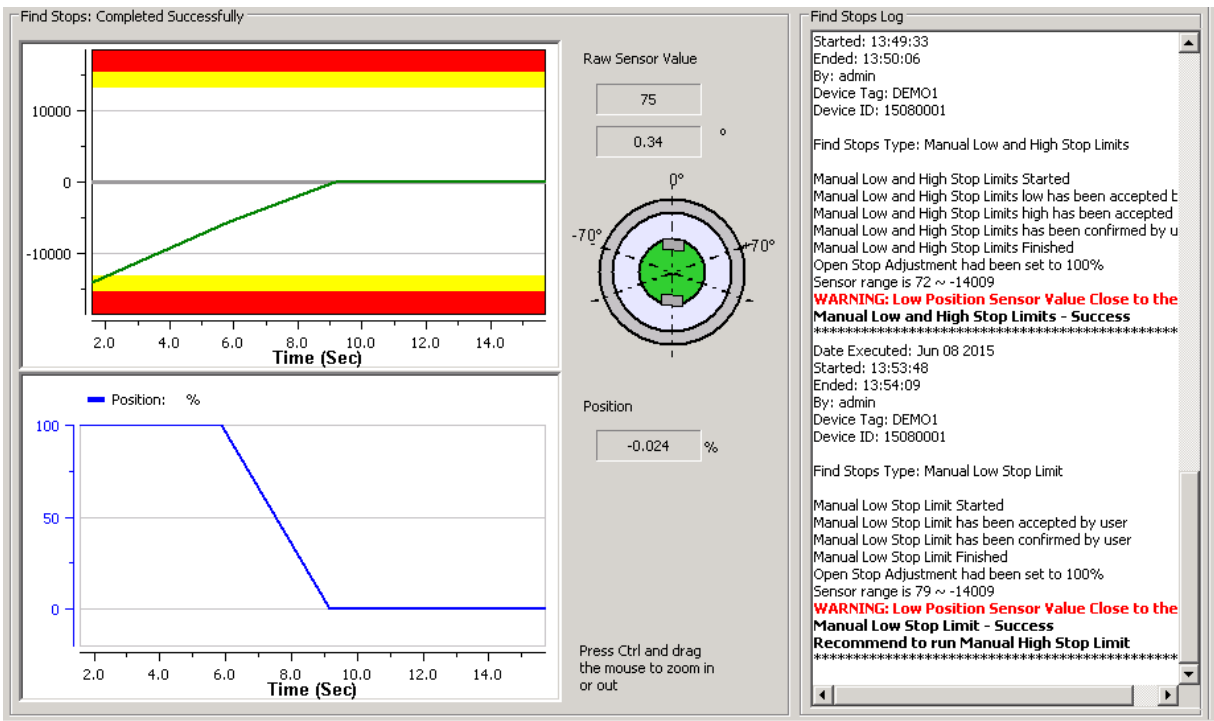 Find Stops: Completed Successfully
10000
0
-10000
2.0 4.0 6.0 8.0 10.0 12.0 14.0
Time (Sec)
Position: %
100
50
0
2.0 4.0 6.0 8.0 10.0 12.0 14.0
Time (Sec)
Raw Sensor Value
75
0.34 °
0°
-70° +70°
Position
-0.024 %
Press Ctrl and drag
the mouse to zoom in
or out
Find Stops Log
Started: 13:49:33
Ended: 13:50:06
By: admin
Device Tag: DEMO1
Device ID: 15080001
Find Stops Type: Manual Low and High Stop Limits
Manual Low and High Stop Limits Started
Manual Low and High Stop Limits low has been accepted b
Manual Low and High Stop Limits high has been accepted
Manual Low and High Stop Limits has been confirmed by u
Manual Low and High Stop Limits Finished
Open Stop Adjustment had been set to 100%
Sensor range is 72 ~ -14009
WARNING: Low Position Sensor Value Close to the
Manual Low and High Stop Limits - Success
************************************************
Date Executed: Jun 08 2015
Started: 13:53:48
Ended: 13:54:09
By: admin
Device Tag: DEMO1
Device ID: 15080001
Find Stops Type: Manual Low Stop Limit
Manual Low Stop Limit Started
Manual Low Stop Limit has been accepted by user
Manual Low Stop Limit has been confirmed by user
Manual Low Stop Limit Finished
Open Stop Adjustment had been set to 100%
Sensor range is 79 ~ -14009
WARNING: Low Position Sensor Value Close to the
Manual Low Stop Limit - Success
Recommend to run Manual High Stop Limit
************************************************